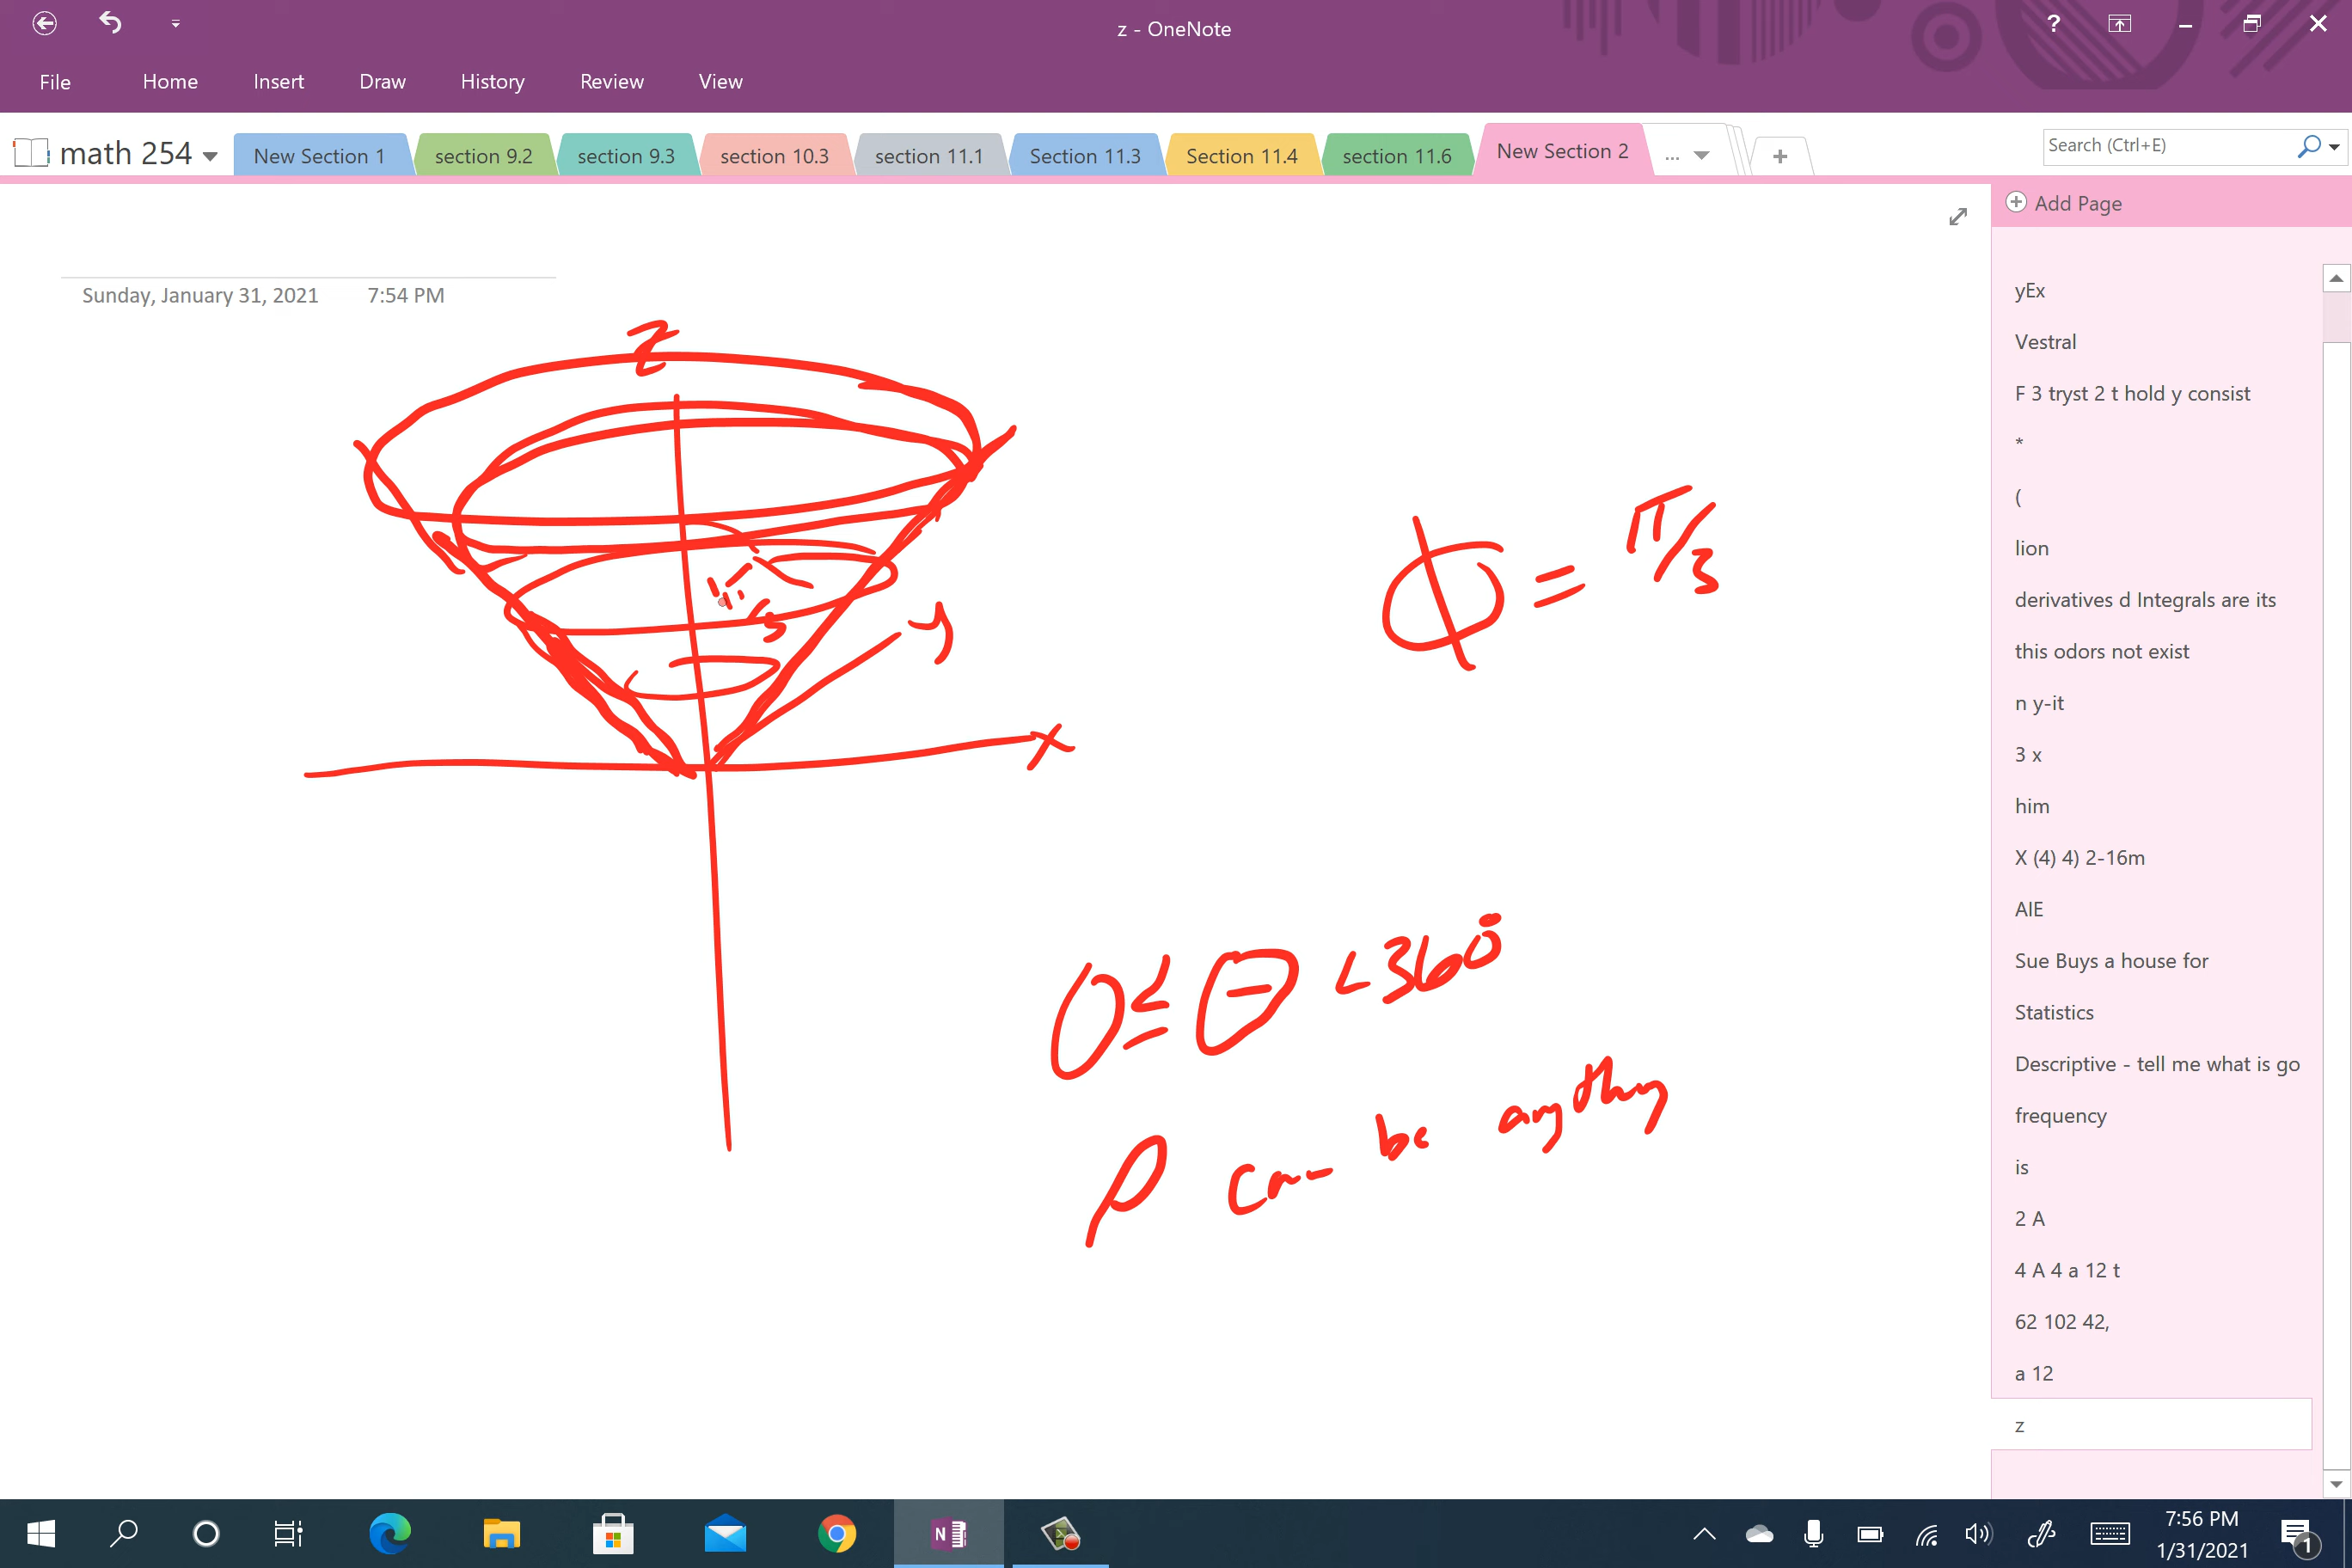 z - OneNote
File Home Insert Draw History Review View
math 254 New Section 1 section 9.2 section 9.3 section 10.3 section 11.1 Section 11.3 Section 11.4 section 11.6 New Section 2 ... + Search (Ctrl+E)
Add Page
Sunday, January 31, 2021 7:54 PM
z
y
x
π/3
ϕ = π/3
0 ≤ θ < 360°
ρ can be anything
yEx
Vestral
F 3 tryst 2 t hold y consist
*
(
lion
derivatives d Integrals are its
this odors not exist
n y-it
3 x
him
X (4) 4) 2-16m
AIE
Sue Buys a house for
Statistics
Descriptive - tell me what is go
frequency
is
2 A
4 A 4 a 12 t
62 102 42,
a 12
z
7:56 PM
1/31/2021
1